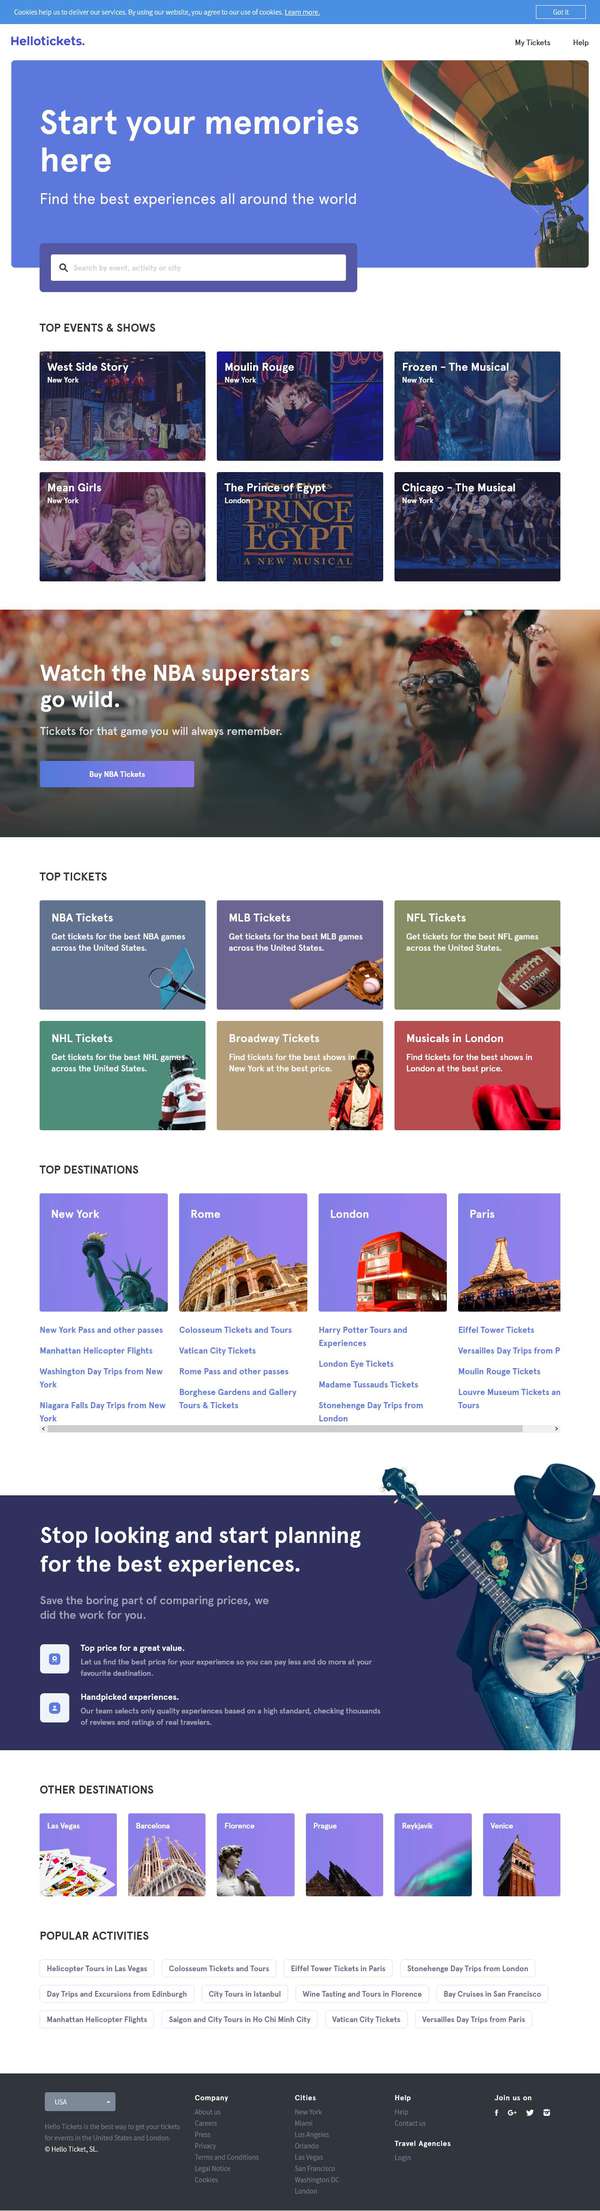 Cookies help us to deliver our services. By using our website, you agree to our use of cookies. Learn more.
Got it
Hellotickets.
My Tickets
Help
Start your memories
here
Find the best experiences all around the world
Search by event, activity or city
TOP EVENTS & SHOWS
West Side Story
New York
Moulin Rouge
New York
Frozen - The Musical
New York
Mean Girls
New York
The Prince of Egypt
London
THE
PRINCE
OF
EGYPT
A NEW MUSICAL
Chicago - The Musical
New York
Watch the NBA superstars
go wild.
Tickets for that game you will always remember.
Buy NBA Tickets
TOP TICKETS
NBA Tickets
Get tickets for the best NBA games
across the United States.
MLB Tickets
Get tickets for the best MLB games
across the United States.
NFL Tickets
Get tickets for the best NFL games
across the United States.
Wilson
NFL
NHL Tickets
Get tickets for the best NHL games
across the United States.
5
Broadway Tickets
Find tickets for the best shows in
New York at the best price.
Musicals in London
Find tickets for the best shows in
London at the best price.
TOP DESTINATIONS
New York
Rome
London
Paris
New York Pass and other passes
Manhattan Helicopter Flights
Washington Day Trips from New
York
Niagara Falls Day Trips from New
York
Colosseum Tickets and Tours
Vatican City Tickets
Rome Pass and other passes
Borghese Gardens and Gallery
Tours & Tickets
Harry Potter Tours and
Experiences
London Eye Tickets
Madame Tussauds Tickets
Stonehenge Day Trips from
London
Eiffel Tower Tickets
Versailles Day Trips from P
Moulin Rouge Tickets
Louvre Museum Tickets an
Tours
Stop looking and start planning
for the best experiences.
Save the boring part of comparing prices, we
did the work for you.
Top price for a great value.
Let us find the best price for your experience so you can pay less and do more at your
favourite destination.
Handpicked experiences.
Our team selects only quality experiences based on a high standard, checking thousands
of reviews and ratings of real travelers.
OTHER DESTINATIONS
Las Vegas
Barcelona
Florence
Prague
Reykjavik
Venice
POPULAR ACTIVITIES
Helicopter Tours in Las Vegas
Colosseum Tickets and Tours
Eiffel Tower Tickets in Paris
Stonehenge Day Trips from London
Day Trips and Excursions from Edinburgh
City Tours in Istanbul
Wine Tasting and Tours in Florence
Bay Cruises in San Francisco
Manhattan Helicopter Flights
Saigon and City Tours in Ho Chi Minh City
Vatican City Tickets
Versailles Day Trips from Paris
USA
Hello Tickets is the best way to get your tickets
for events in the United States and London.
© Hello Ticket, SL.
Company
About us
Careers
Press
Privacy
Terms and Conditions
Legal Notice
Cookies
Cities
New York
Miami
Los Angeles
Orlando
Las Vegas
San Francisco
Washington DC
London
Help
Help
Contact us
Travel Agencies
Login
Join us on